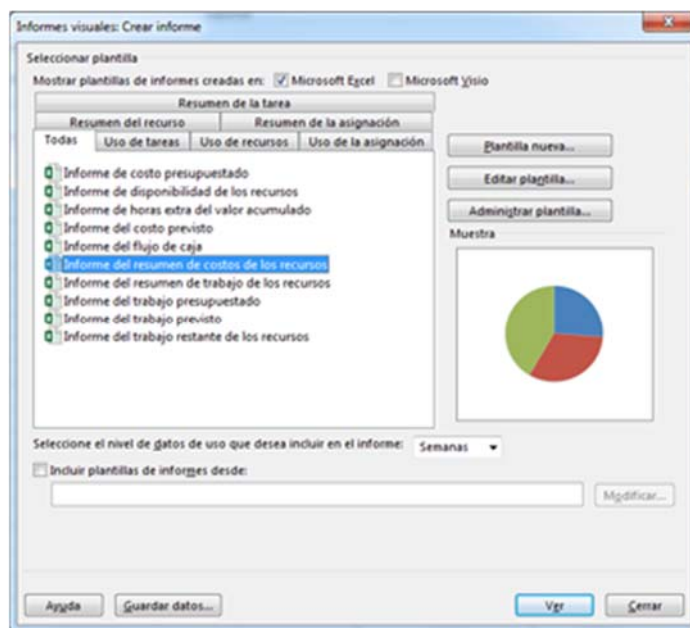 Informes visuales: Crear informe
Seleccionar plantilla
Mostrar plantillas de informes creadas en: Microsoft Excel Microsoft Visio
Resumen de la tarea
Resumen del recurso Resumen de la asignación
Todas Uso de tareas Uso de recursos Uso de la asignación
Informe de costo presupuestado
Informe de disponibilidad de los recursos
Informe de horas extra del valor acumulado
Informe del costo previsto
Informe del flujo de caja
Informe del resumen de costos de los recursos
Informe del resumen de trabajo de los recursos
Informe del trabajo presupuestado
Informe del trabajo previsto
Informe del trabajo restante de los recursos
Plantilla nueva...
Editar plantilla...
Administrar plantilla...
Muestra
Seleccione el nivel de datos de uso que desea incluir en el informe: Semanas
Incluir plantillas de informes desde:
Modificar...
Ayuda Guardar datos... Ver Cerrar